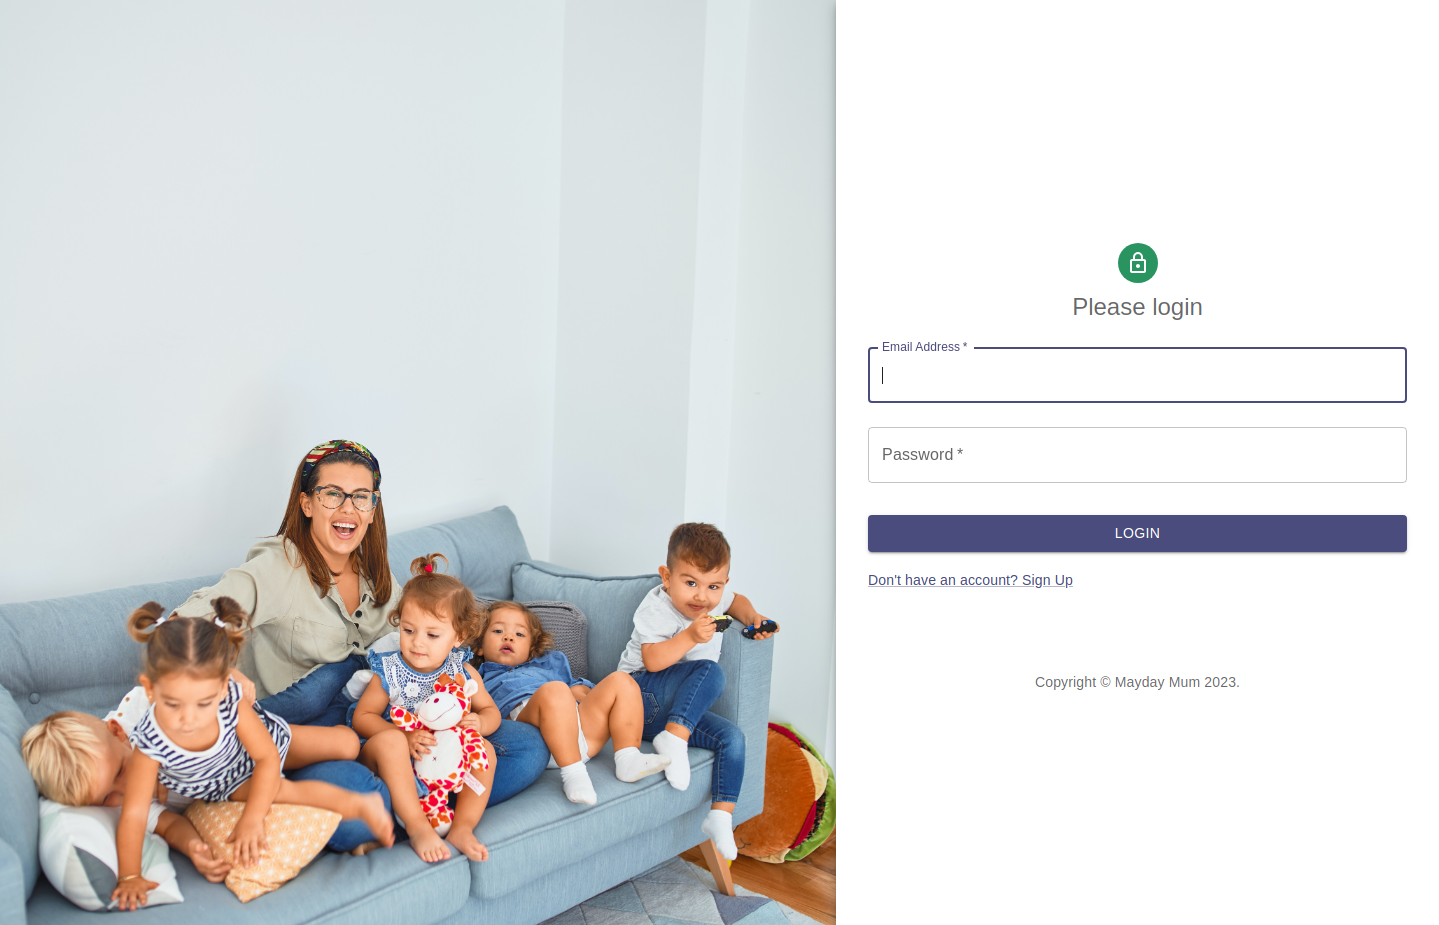 Please login
Email Address *
Password *
LOGIN
Don't have an account? Sign Up
Copyright © Mayday Mum 2023.